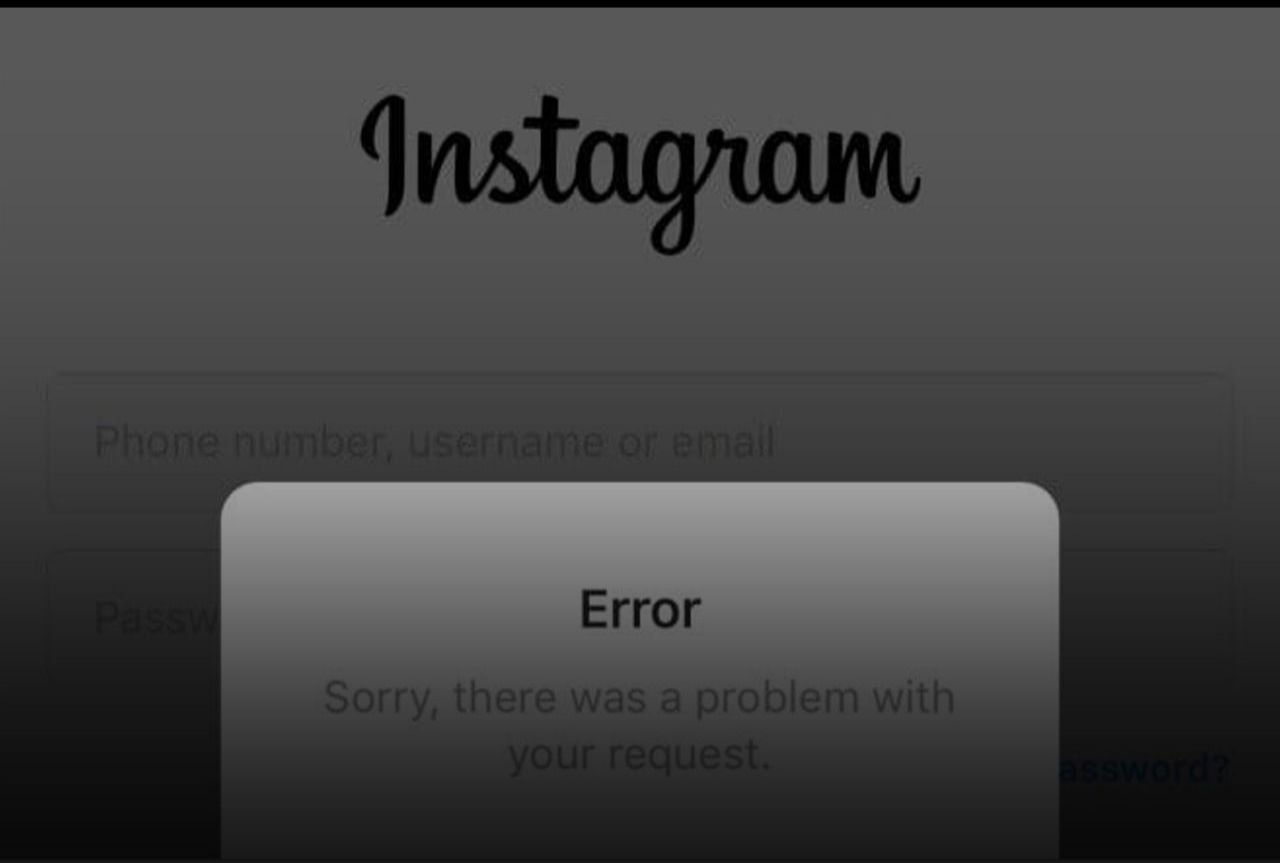 Instagram
Phone number, username or email
Passw
Error
Sorry, there was a problem with
your request.
assword?